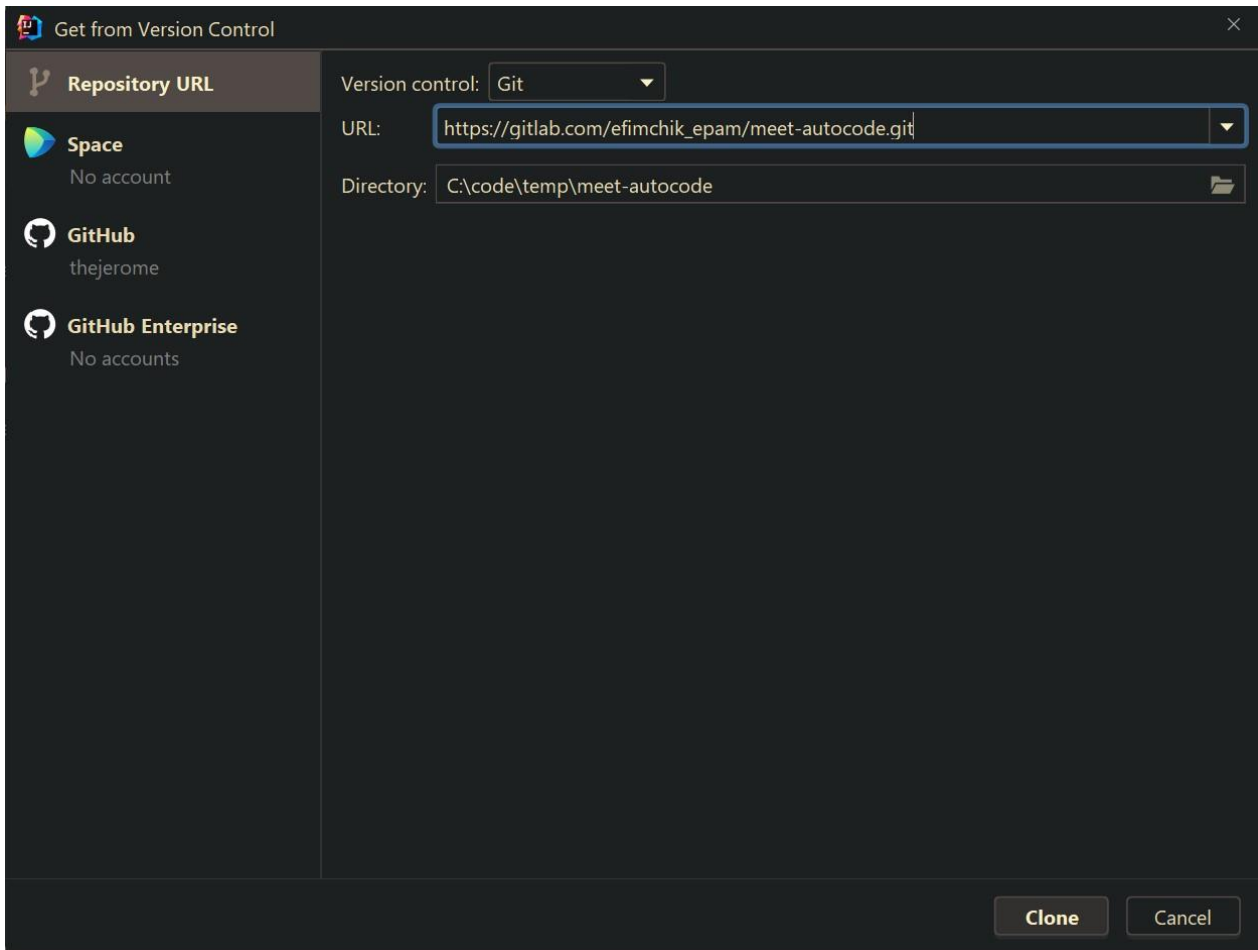 Get from Version Control
Repository URL
Space
No account
GitHub
thejerome
GitHub Enterprise
No accounts
Version control: Git
URL: https://gitlab.com/efimchik_epam/meet-autocode.git
Directory: C:\code\temp\meet-autocode
Clone Cancel